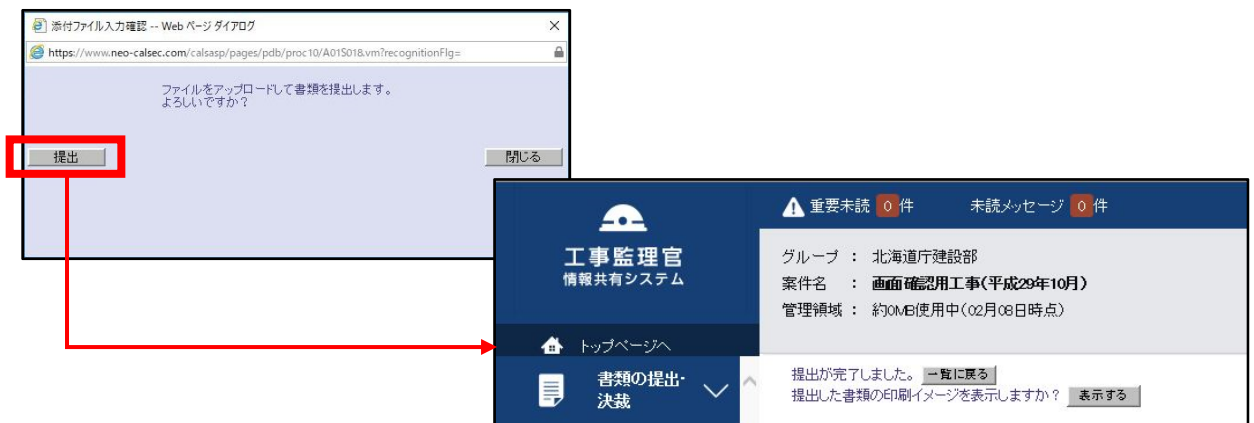 添付ファイル入力確認 -- Web ページ ダイアログ
https://www.neo-calsec.com/calsasp/pages/pdb/proc10/A01S018.vm?recognitionFlg=
ファイルをアップロードして書類を提出します。
よろしいですか？
提出
閉じる
重要未読 0 件 未読メッセージ 0 件
工事監理官
情報共有システム
グループ ： 北海道庁建設部
案件名 ： 画面確認用工事(平成29年10月)
管理領域 ： 約0MB使用中(02月08日時点)
トップページへ
書類の提出・
決裁
提出が完了しました。 一覧に戻る
提出した書類の印刷イメージを表示しますか？ 表示する